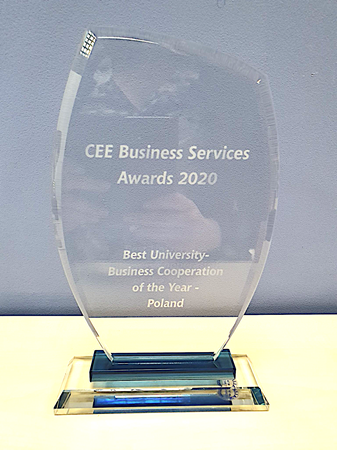 CEE Business Services
Awards 2020
Best University-
Business Cooperation
of the Year -
Poland